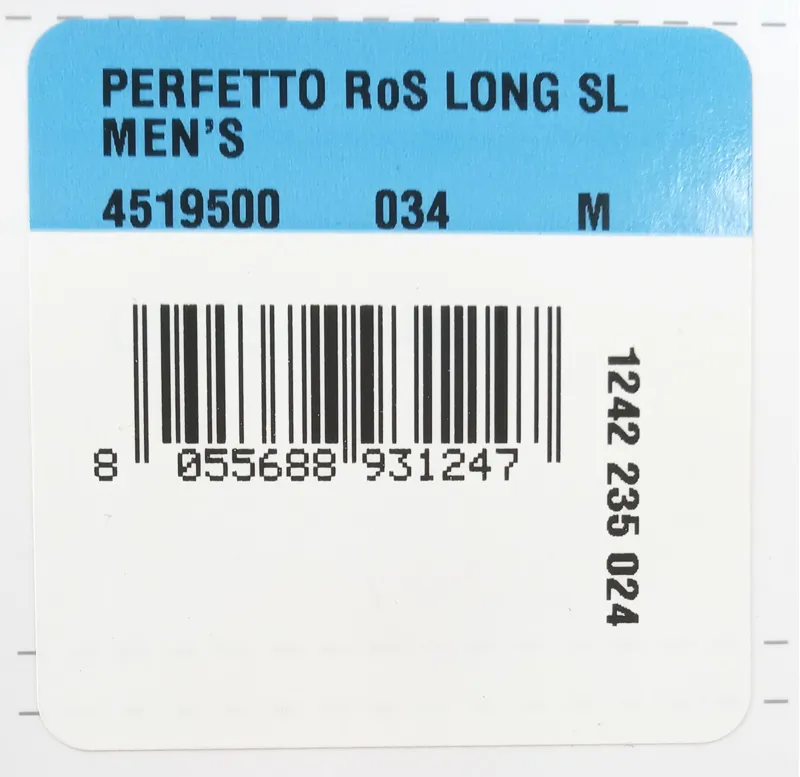 PERFETTO RoS LONG SL
MEN'S
4519500 034 M
8 055688 931247
1242 235 024